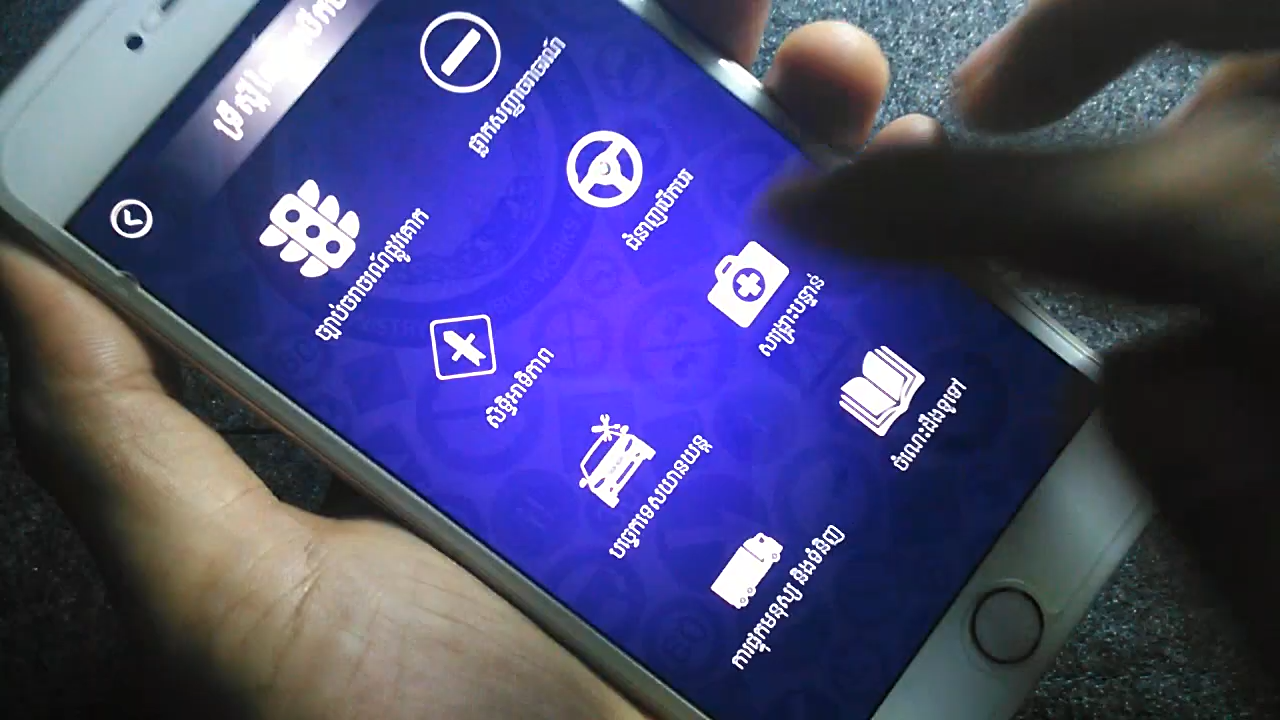 ច្បាប់ចរាចរណ៍ផ្លូវគោក
ផ្លាកសញ្ញាចរាចរណ៍
សិទ្ធិអាទិភាព
ជំនាញបើកបរ
បច្ចេកទេសយានយន្ត
សង្គ្រោះបន្ទាន់
ការដ្ឋកមនុស្ស និងទំនិញ
ចំណេះដឹងទូទៅ